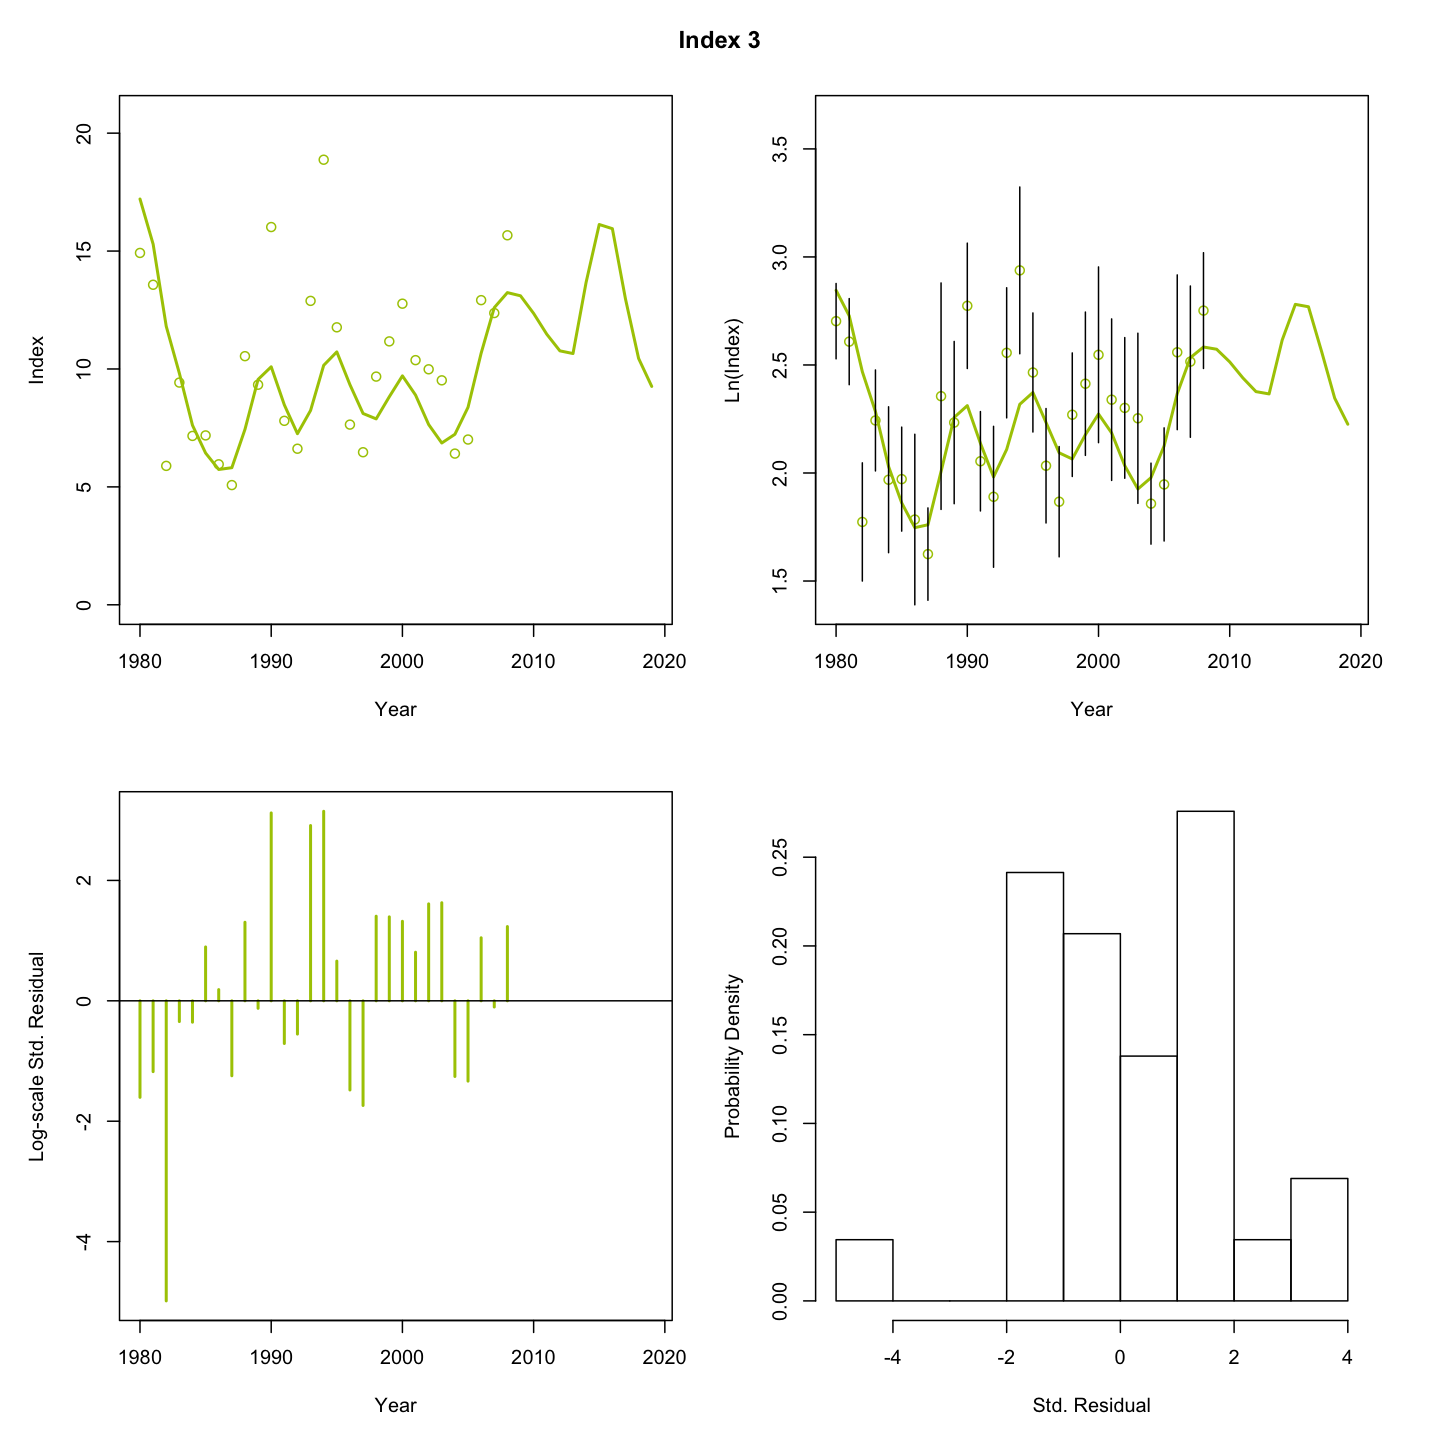 Index 3
20
15
10
5
0
Index
1980 1990 2000 2010 2020
Year
3.5
3.0
2.5
2.0
1.5
Ln(Index)
1980 1990 2000 2010 2020
Year
2
0
-2
-4
Log-scale Std. Residual
1980 1990 2000 2010 2020
Year
0.25
0.20
0.15
0.10
0.05
0.00
Probability Density
-4 -2 0 2 4
Std. Residual